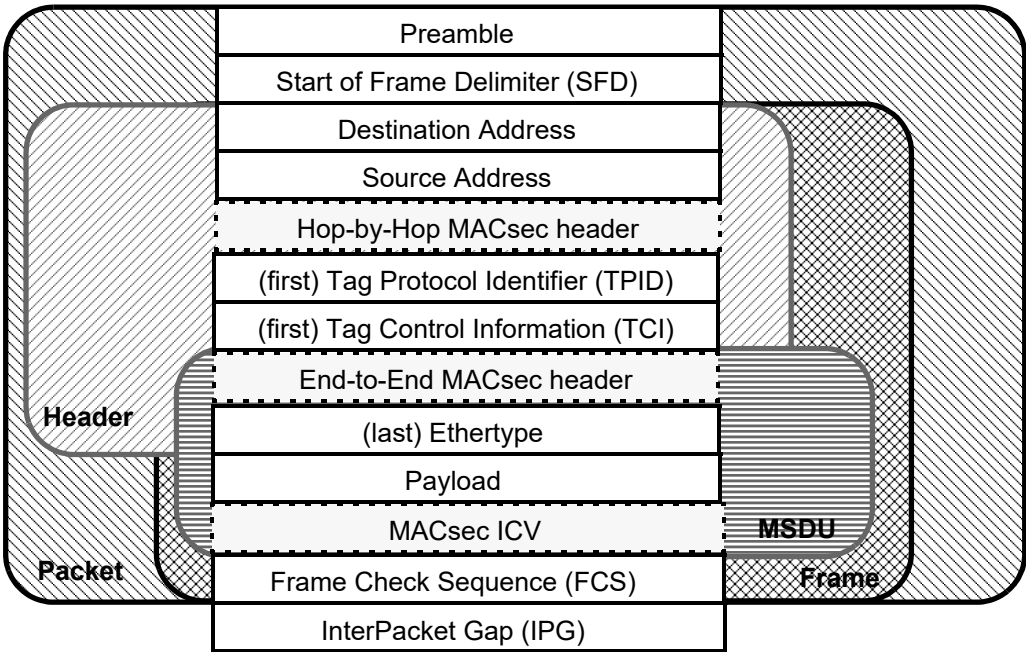 Preamble
Start of Frame Delimiter (SFD)
Destination Address
Source Address
Hop-by-Hop MACsec header
(first) Tag Protocol Identifier (TPID)
(first) Tag Control Information (TCI)
End-to-End MACsec header
Header
(last) Ethertype
Payload
MACsec ICV
MSDU
Packet
Frame Check Sequence (FCS)
Frame
InterPacket Gap (IPG)